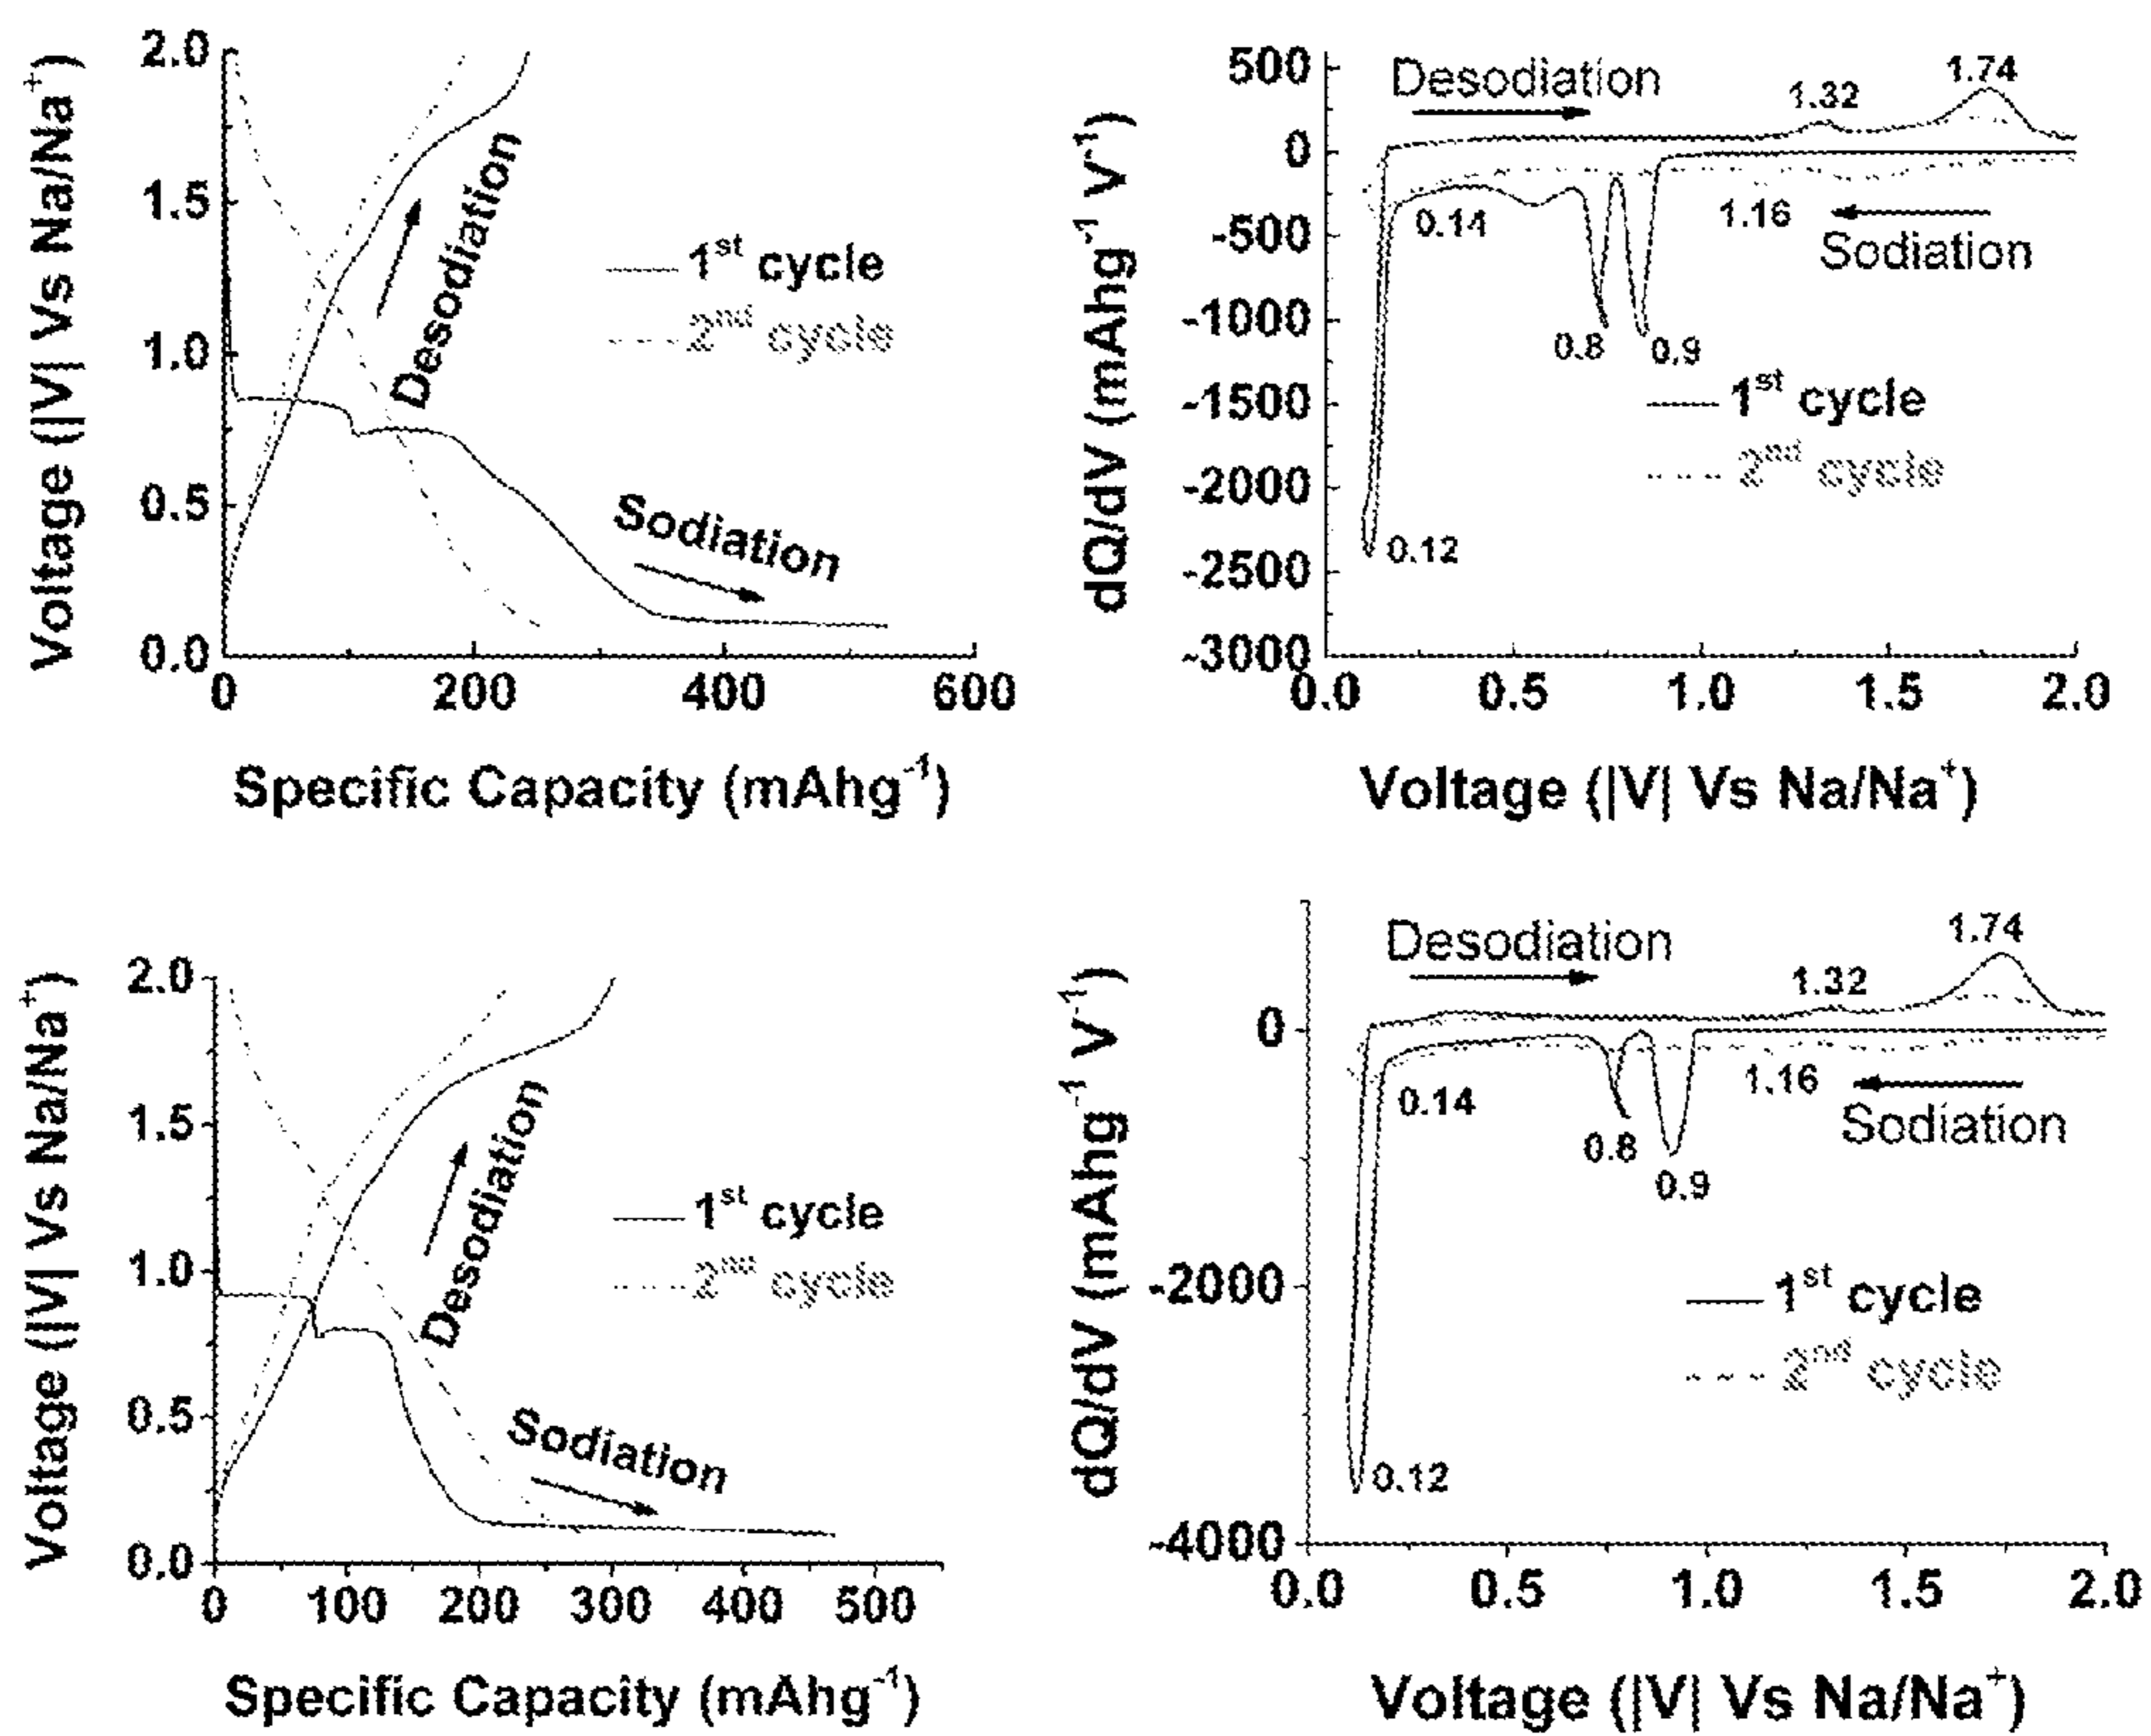 2.0
1.5
1.0
0.5
0.0
Voltage (|V| Vs Na/Na⁺)
Desodiation
1ˢᵗ cycle
2ⁿᵈ cycle
Sodiation
0 200 400 600
Specific Capacity (mAhg⁻¹)
500
0
-500
-1000
-1500
-2000
-2500
-3000
dQ/dV (mAhg⁻¹ V⁻¹)
Desodiation
1.32
1.74
0.14
1.16
Sodiation
0.8
0.9
1ˢᵗ cycle
2ⁿᵈ cycle
0.12
0.0 0.5 1.0 1.5 2.0
Voltage (|V| Vs Na/Na⁺)
2.0
1.5
1.0
0.5
0.0
Voltage (|V| Vs Na/Na⁺)
Desodiation
1ˢᵗ cycle
2ⁿᵈ cycle
Sodiation
0 100 200 300 400 500
Specific Capacity (mAhg⁻¹)
0
-2000
-4000
dQ/dV (mAhg⁻¹ V⁻¹)
Desodiation
1.32
1.74
0.14
1.16
Sodiation
0.8
0.9
1ˢᵗ cycle
2ⁿᵈ cycle
0.12
0.0 0.5 1.0 1.5 2.0
Voltage (|V| Vs Na/Na⁺)